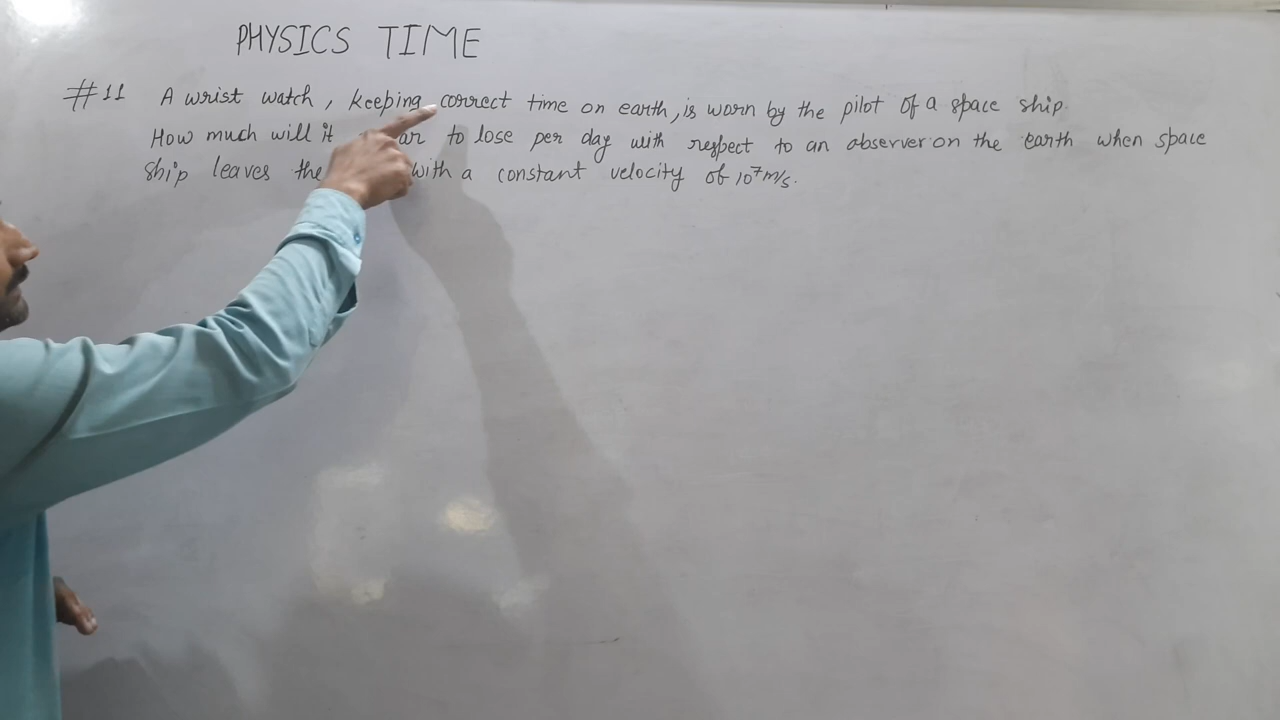 PHYSICS TIME
#11 A wrist watch, keeping correct time on earth, is worn by the pilot of a space ship.
How much will it to lose per day with respect to an observer on the earth when space
ship leaves the with a constant velocity of 10⁷ m/s.